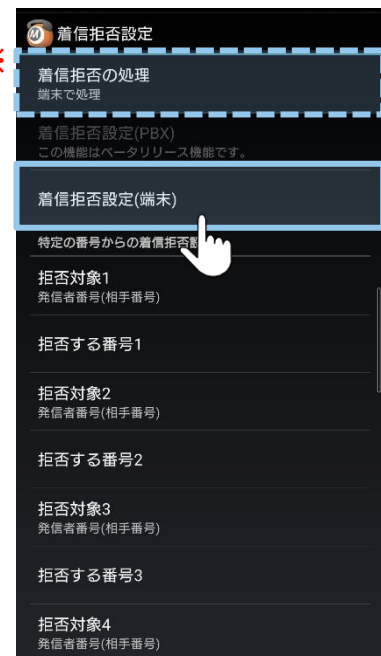 着信拒否設定
※
着信拒否の処理
端末で処理
着信拒否設定(PBX)
この機能はベータリリース機能です。
着信拒否設定(端末)
特定の番号からの着信拒否
拒否対象1
発信者番号(相手番号)
拒否する番号1
拒否対象2
発信者番号(相手番号)
拒否する番号2
拒否対象3
発信者番号(相手番号)
拒否する番号3
拒否対象4
発信者番号(相手番号)